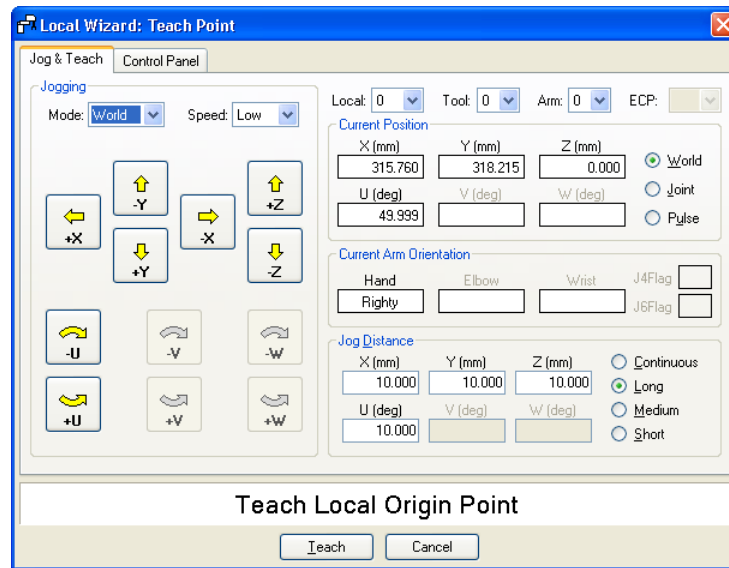 Local Wizard: Teach Point
Jog & Teach Control Panel
Jogging
Mode: World Speed: Low
+X
-Y
+Y
-X
+Z
-Z
-U -V -W
+U +V +W
Local: 0 Tool: 0 Arm: 0 ECP:
Current Position
X (mm) Y (mm) Z (mm)
315.760 318.215 0.000
U (deg) V (deg) W (deg)
49.999
World
Joint
Pulse
Current Arm Orientation
Hand Elbow Wrist
Righty
J4Flag
J6Flag
Jog Distance
X (mm) Y (mm) Z (mm)
10.000 10.000 10.000
U (deg) V (deg) W (deg)
10.000
Continuous
Long
Medium
Short
Teach Local Origin Point
Teach Cancel